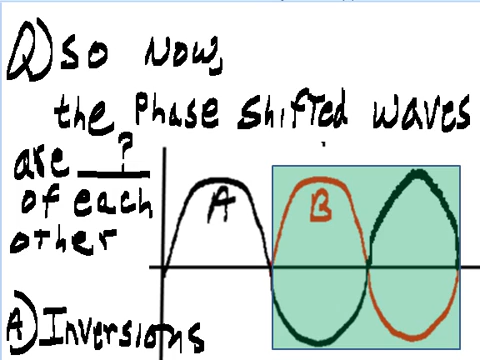 Q) so now,
the Phase shifted waves
are ?
of each
other
A
B
A) Inversions